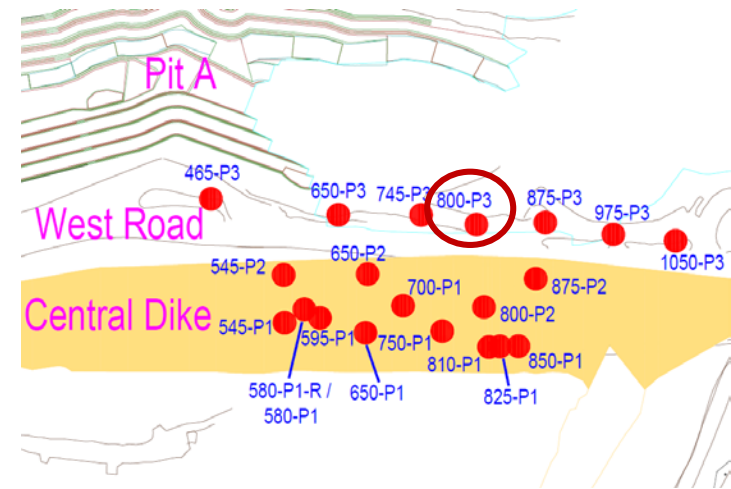 Pit A
465-P3
650-P3
745-P3
800-P3
875-P3
975-P3
1050-P3
West Road
545-P2
650-P2
700-P1
875-P2
800-P2
Central Dike
545-P1
595-P1
750-P1
810-P1
850-P1
580-P1-R /
580-P1
650-P1
825-P1